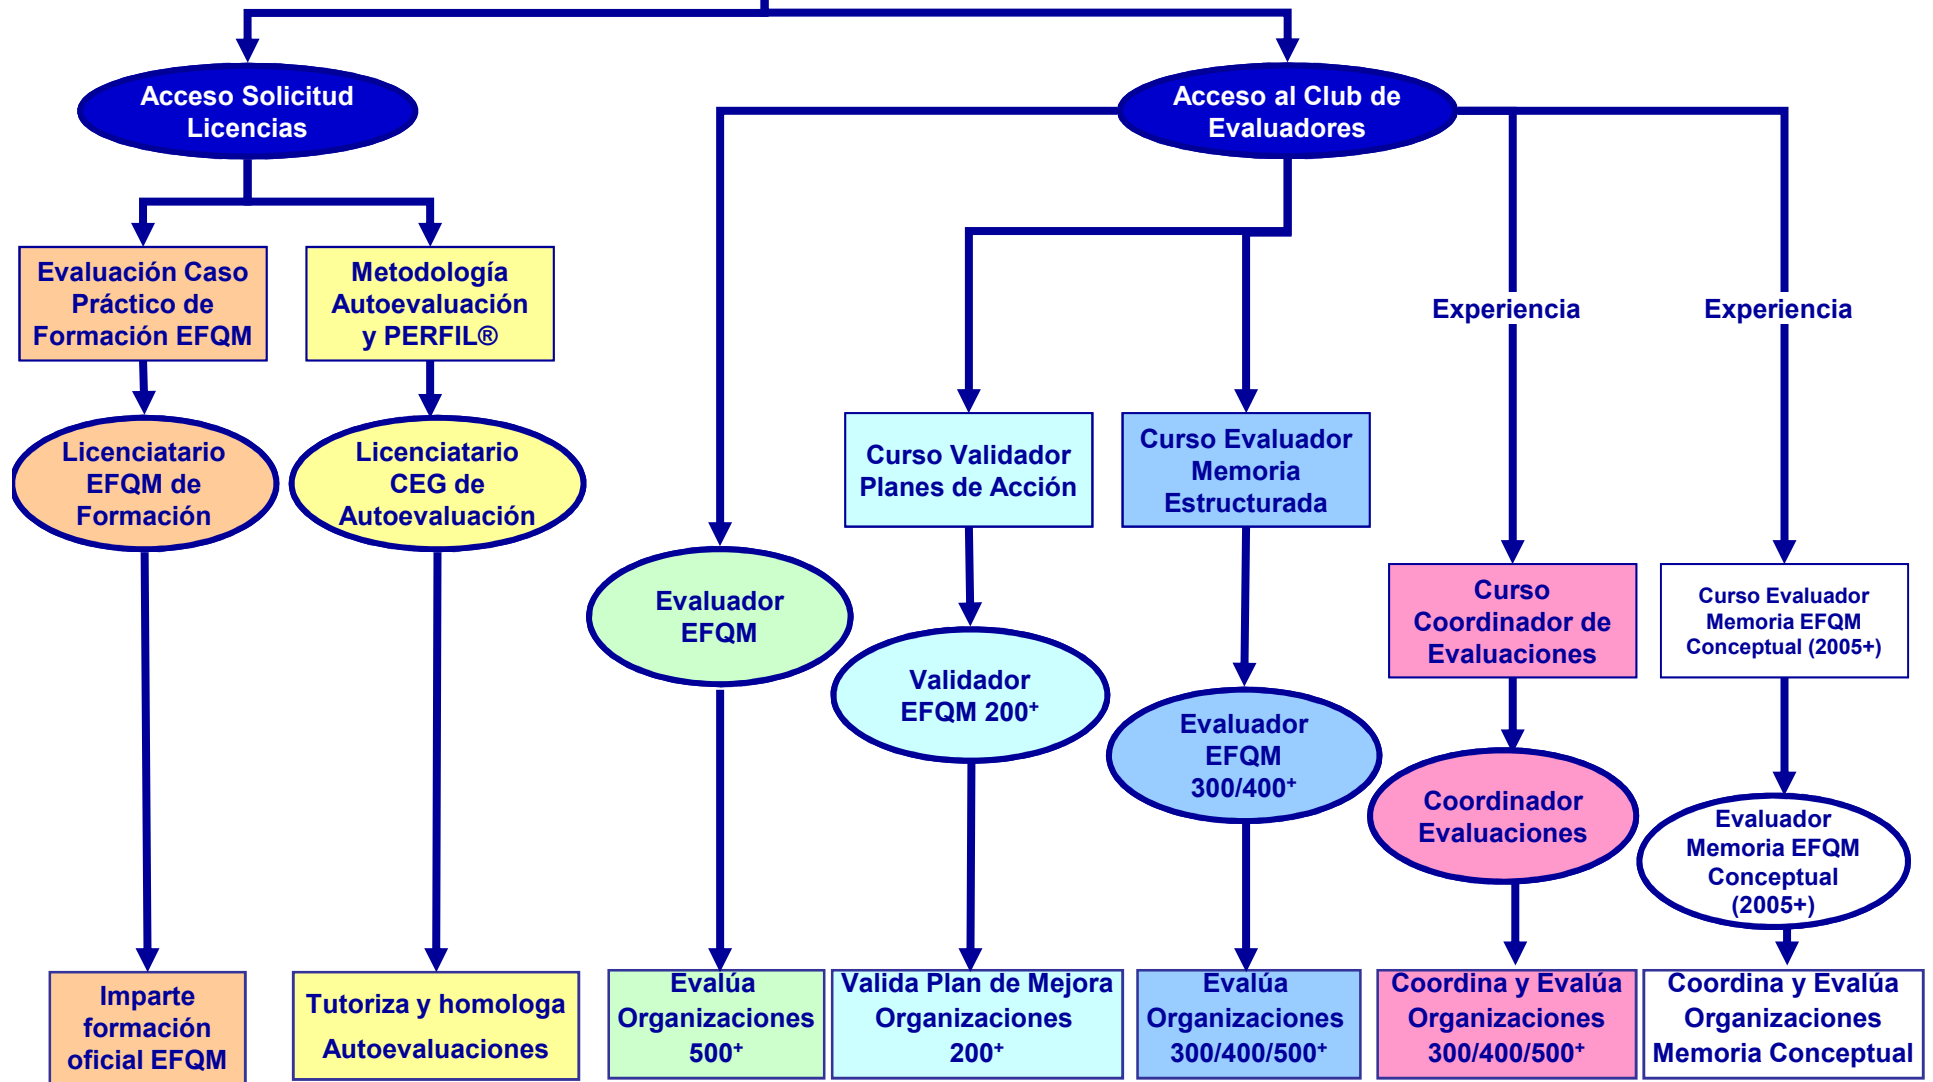 Acceso Solicitud
Licencias
Acceso al Club de
Evaluadores
Evaluación Caso
Práctico de
Formación EFQM
Metodología
Autoevaluación
y PERFIL®
Experiencia
Experiencia
Licenciatario
EFQM de
Formación
Licenciatario
CEG de
Autoevaluación
Curso Validador
Planes de Acción
Curso Evaluador
Memoria
Estructurada
Evaluador
EFQM
Curso
Coordinador de
Evaluaciones
Curso Evaluador
Memoria EFQM
Conceptual (2005+)
Validador
EFQM 200⁺
Evaluador
EFQM
300/400⁺
Coordinador
Evaluaciones
Evaluador
Memoria EFQM
Conceptual
(2005+)
Imparte
formación
oficial EFQM
Tutoriza y homologa
Autoevaluaciones
Evalúa
Organizaciones
500⁺
Valida Plan de Mejora
Organizaciones
200⁺
Evalúa
Organizaciones
300/400/500⁺
Coordina y Evalúa
Organizaciones
300/400/500⁺
Coordina y Evalúa
Organizaciones
Memoria Conceptual